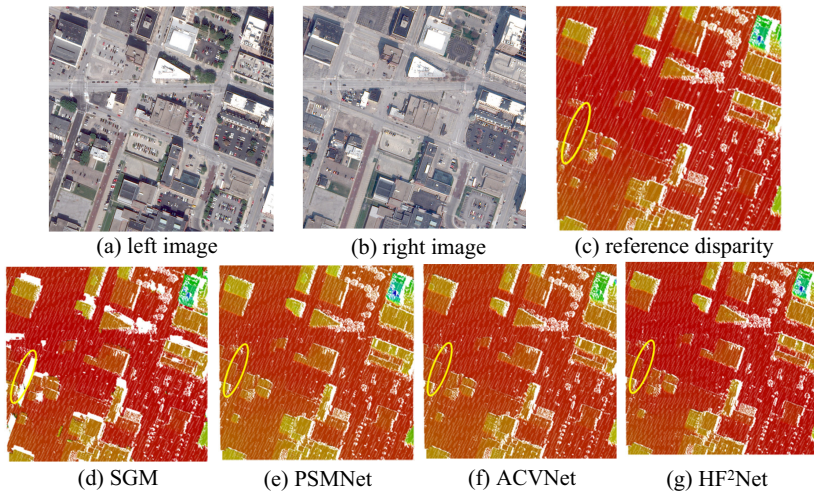 (a) left image
(b) right image
(c) reference disparity
(d) SGM
(e) PSMNet
(f) ACVNet
(g) HF²Net